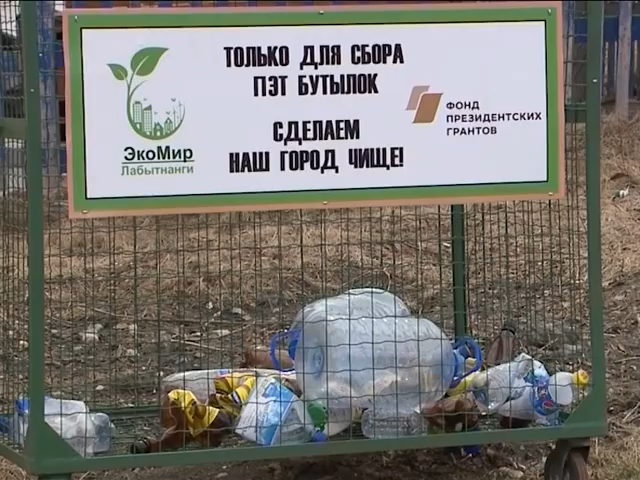 ТОЛЬКО ДЛЯ СБОРА
ПЭТ БУТЫЛОК
СДЕЛАЕМ
НАШ ГОРОД ЧИЩЕ!
ЭкоМир
Лабытнанги
ФОНД
ПРЕЗИДЕНТСКИХ
ГРАНТОВ